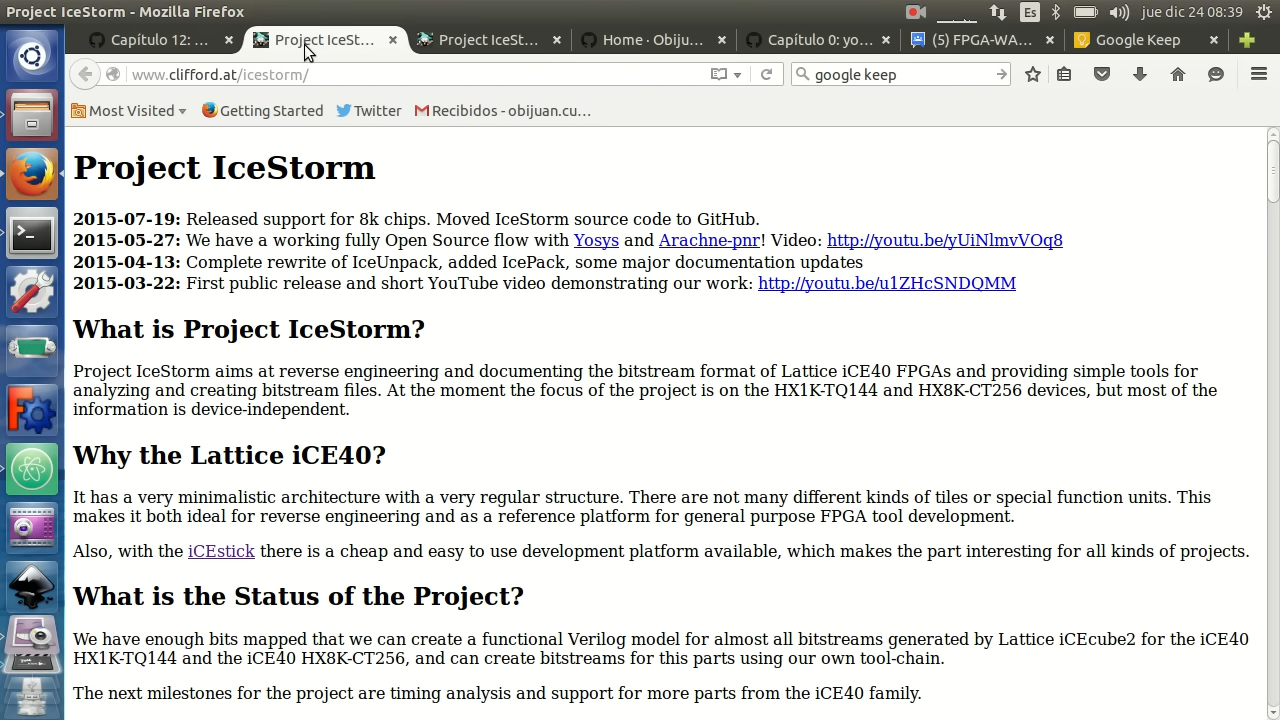 Project IceStorm - Mozilla Firefox
Es
jue dic 24 08:39
Capítulo 12: ...
Project IceSt...
Project IceSt...
Home · Obiju...
Capítulo 0: yo...
(5) FPGA-WA...
Google Keep
www.clifford.at/icestorm/
google keep
Most Visited
Getting Started
Twitter
Recibidos - obijuan.cu...
Project IceStorm
2015-07-19: Released support for 8k chips. Moved IceStorm source code to GitHub.
2015-05-27: We have a working fully Open Source flow with Yosys and Arachne-pnr! Video: http://youtu.be/yUiNlmvVOq8
2015-04-13: Complete rewrite of IceUnpack, added IcePack, some major documentation updates
2015-03-22: First public release and short YouTube video demonstrating our work: http://youtu.be/u1ZHcSNDQMM
What is Project IceStorm?
Project IceStorm aims at reverse engineering and documenting the bitstream format of Lattice iCE40 FPGAs and providing simple tools for
analyzing and creating bitstream files. At the moment the focus of the project is on the HX1K-TQ144 and HX8K-CT256 devices, but most of the
information is device-independent.
Why the Lattice iCE40?
It has a very minimalistic architecture with a very regular structure. There are not many different kinds of tiles or special function units. This
makes it both ideal for reverse engineering and as a reference platform for general purpose FPGA tool development.
Also, with the iCEstick there is a cheap and easy to use development platform available, which makes the part interesting for all kinds of projects.
What is the Status of the Project?
We have enough bits mapped that we can create a functional Verilog model for almost all bitstreams generated by Lattice iCEcube2 for the iCE40
HX1K-TQ144 and the iCE40 HX8K-CT256, and can create bitstreams for this parts using our own tool-chain.
The next milestones for the project are timing analysis and support for more parts from the iCE40 family.